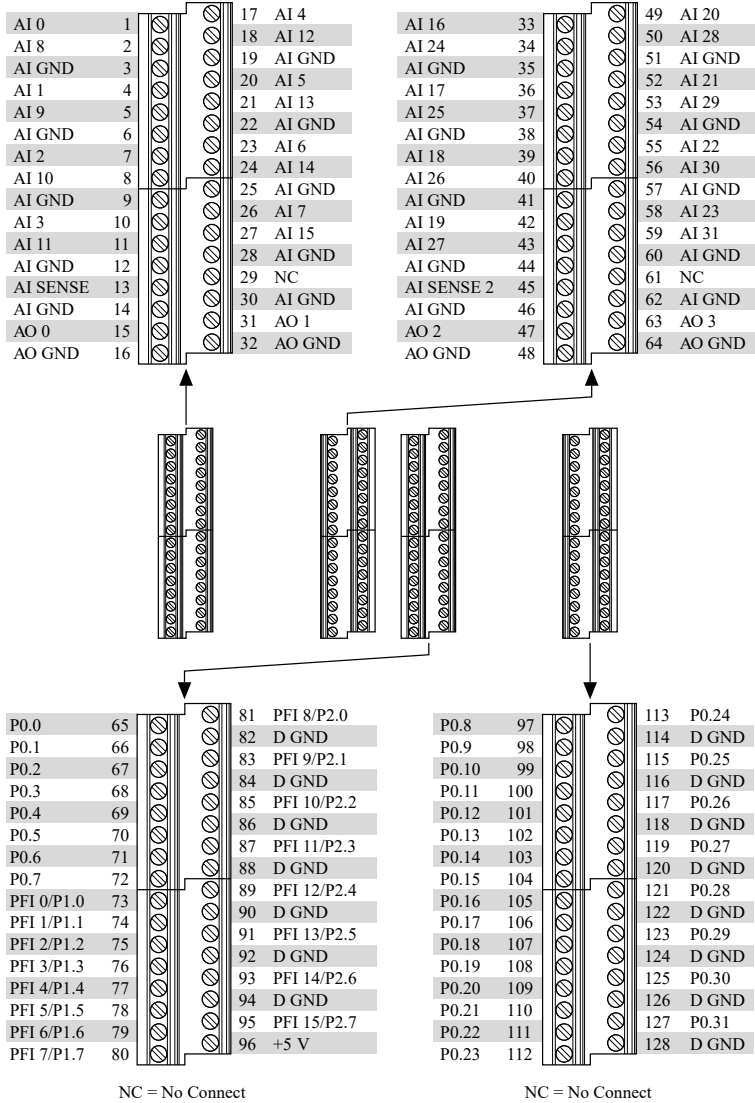 AI 0 1
AI 8 2
AI GND 3
AI 1 4
AI 9 5
AI GND 6
AI 2 7
AI 10 8
AI GND 9
AI 3 10
AI 11 11
AI GND 12
AI SENSE 13
AI GND 14
AO 0 15
AO GND 16
17 AI 4
18 AI 12
19 AI GND
20 AI 5
21 AI 13
22 AI GND
23 AI 6
24 AI 14
25 AI GND
26 AI 7
27 AI 15
28 AI GND
29 NC
30 AI GND
31 AO 1
32 AO GND
AI 16 33
AI 24 34
AI GND 35
AI 17 36
AI 25 37
AI GND 38
AI 18 39
AI 26 40
AI GND 41
AI 19 42
AI 27 43
AI GND 44
AI SENSE 2 45
AI GND 46
AO 2 47
AO GND 48
49 AI 20
50 AI 28
51 AI GND
52 AI 21
53 AI 29
54 AI GND
55 AI 22
56 AI 30
57 AI GND
58 AI 23
59 AI 31
60 AI GND
61 NC
62 AI GND
63 AO 3
64 AO GND
P0.0 65
P0.1 66
P0.2 67
P0.3 68
P0.4 69
P0.5 70
P0.6 71
P0.7 72
PFI 0/P1.0 73
PFI 1/P1.1 74
PFI 2/P1.2 75
PFI 3/P1.3 76
PFI 4/P1.4 77
PFI 5/P1.5 78
PFI 6/P1.6 79
PFI 7/P1.7 80
81 PFI 8/P2.0
82 D GND
83 PFI 9/P2.1
84 D GND
85 PFI 10/P2.2
86 D GND
87 PFI 11/P2.3
88 D GND
89 PFI 12/P2.4
90 D GND
91 PFI 13/P2.5
92 D GND
93 PFI 14/P2.6
94 D GND
95 PFI 15/P2.7
96 +5 V
P0.8 97
P0.9 98
P0.10 99
P0.11 100
P0.12 101
P0.13 102
P0.14 103
P0.15 104
P0.16 105
P0.17 106
P0.18 107
P0.19 108
P0.20 109
P0.21 110
P0.22 111
P0.23 112
113 P0.24
114 D GND
115 P0.25
116 D GND
117 P0.26
118 D GND
119 P0.27
120 D GND
121 P0.28
122 D GND
123 P0.29
124 D GND
125 P0.30
126 D GND
127 P0.31
128 D GND
NC = No Connect
NC = No Connect